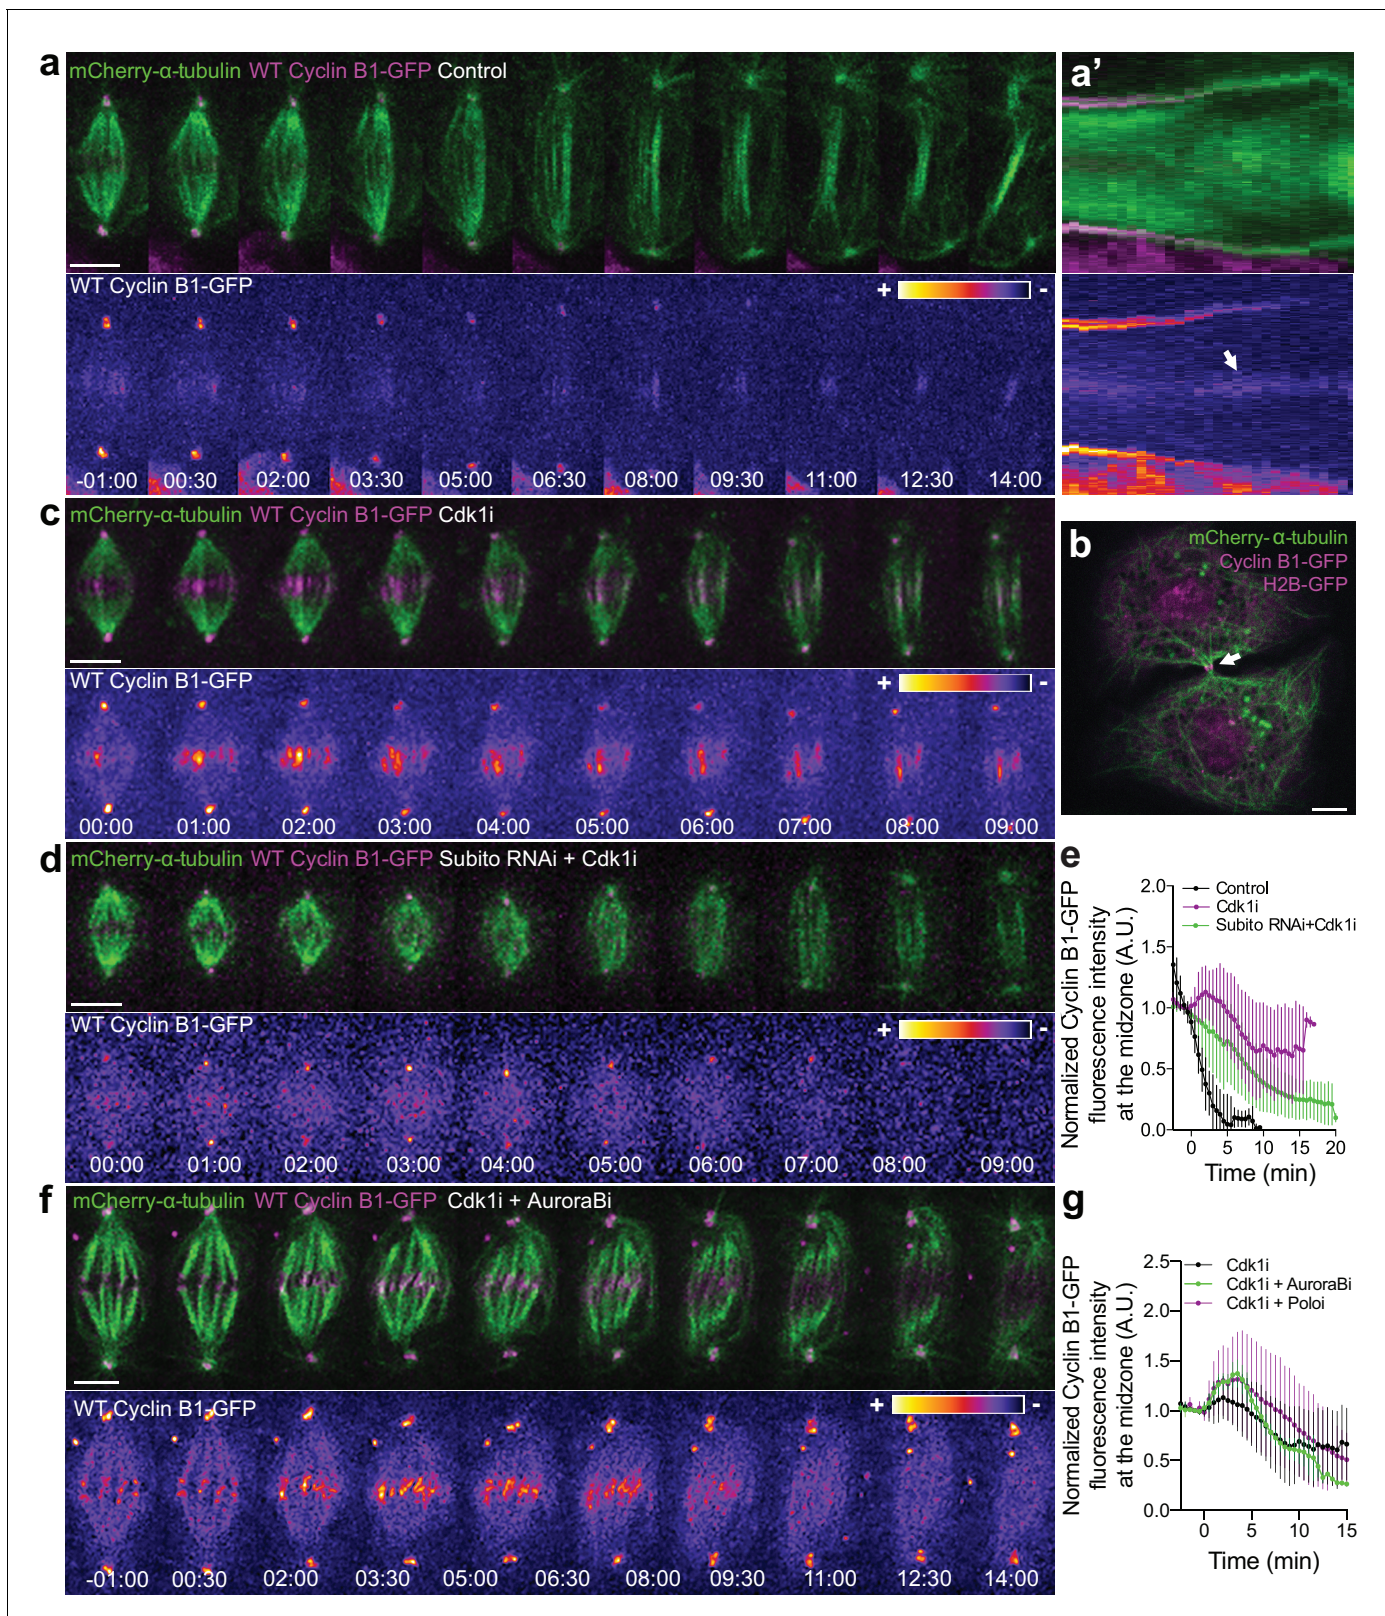 a
mCherry-α-tubulin WT Cyclin B1-GFP Control
a'
WT Cyclin B1-GFP
+ -
-01:00 00:30 02:00 03:30 05:00 06:30 08:00 09:30 11:00 12:30 14:00
b
mCherry-α-tubulin
Cyclin B1-GFP
H2B-GFP
c
mCherry-α-tubulin WT Cyclin B1-GFP Cdk1i
WT Cyclin B1-GFP
+ -
00:00 01:00 02:00 03:00 04:00 05:00 06:00 07:00 08:00 09:00
d
mCherry-α-tubulin WT Cyclin B1-GFP Subito RNAi + Cdk1i
WT Cyclin B1-GFP
+ -
00:00 01:00 02:00 03:00 04:00 05:00 06:00 07:00 08:00 09:00
e
Normalized Cyclin B1-GFP
fluorescence intensity
at the midzone (A.U.)
2.0
1.5
1.0
0.5
0.0
Control
Cdk1i
Subito RNAi+Cdk1i
0 5 10 15 20
Time (min)
f
mCherry-α-tubulin WT Cyclin B1-GFP Cdk1i + AuroraBi
WT Cyclin B1-GFP
+ -
-01:00 00:30 02:00 03:30 05:00 06:30 08:00 09:30 11:00 12:30 14:00
g
Normalized Cyclin B1-GFP
fluorescence intensity
at the midzone (A.U.)
2.5
2.0
1.5
1.0
0.5
0.0
Cdk1i
Cdk1i + AuroraBi
Cdk1i + Poloi
0 5 10 15
Time (min)